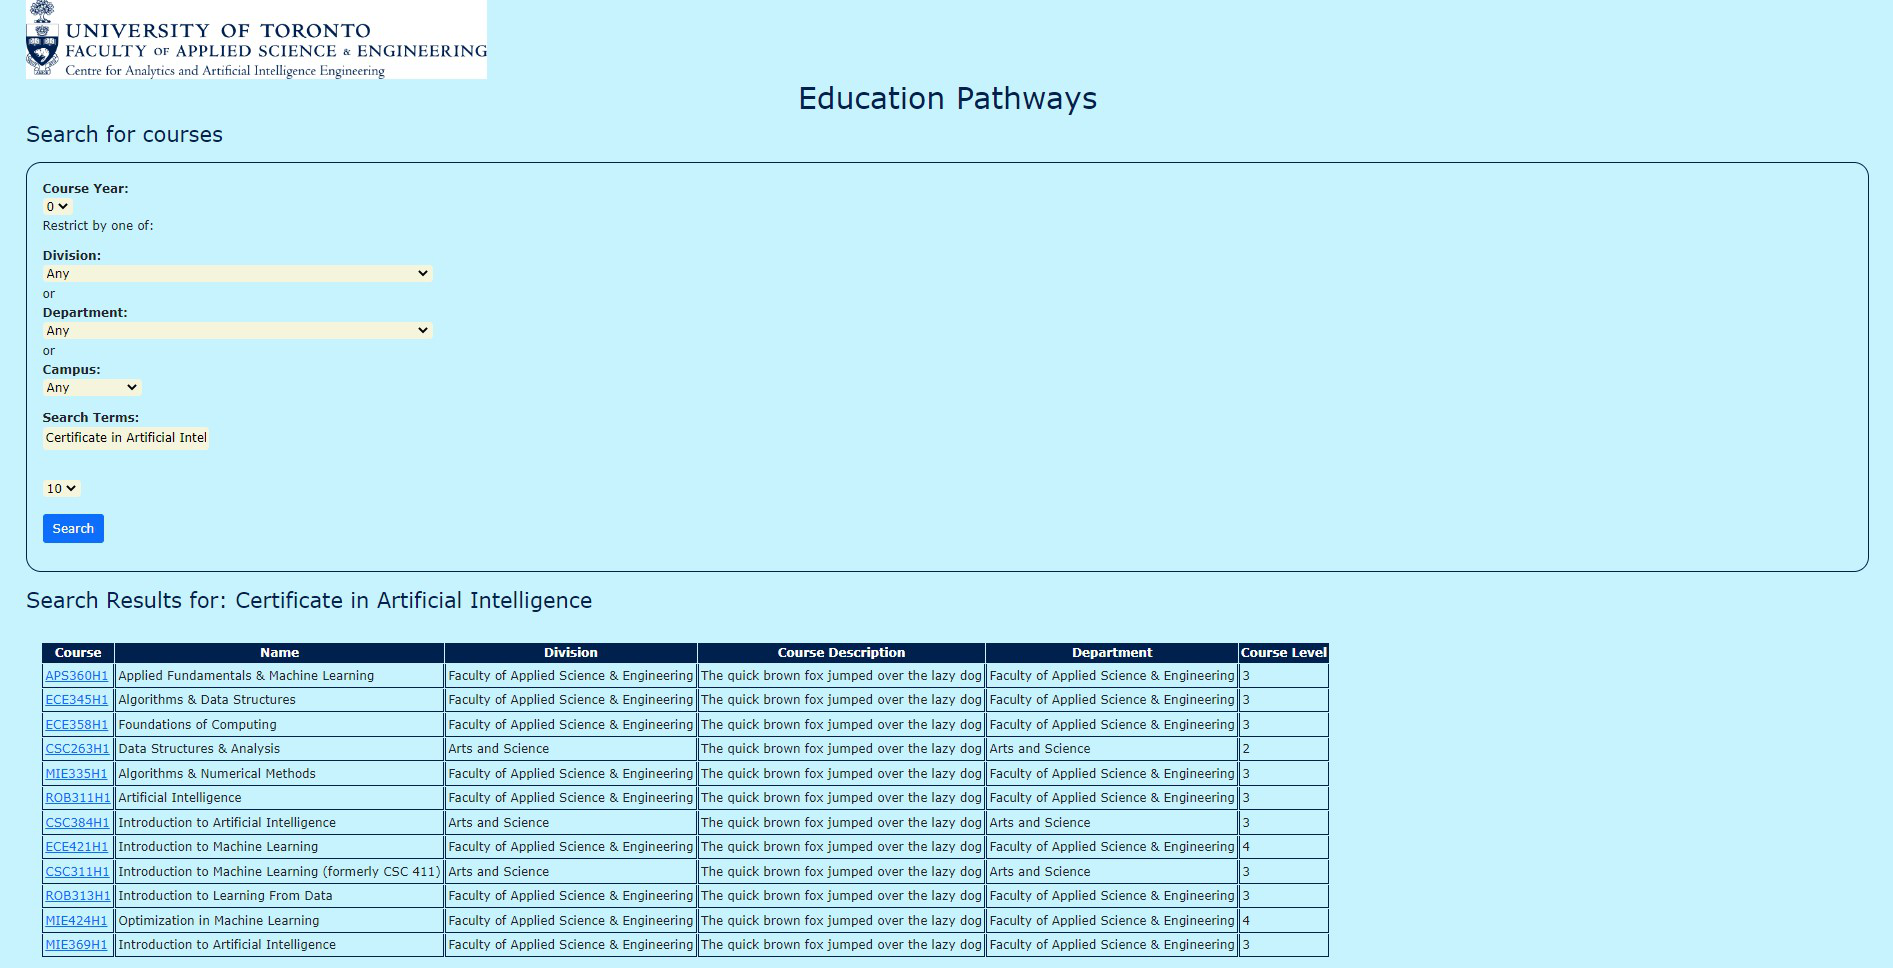 UNIVERSITY OF TORONTO
FACULTY OF APPLIED SCIENCE & ENGINEERING
Centre for Analytics and Artificial Intelligence Engineering
Education Pathways
Search for courses
Course Year:
0
Restrict by one of:
Division:
Any
or
Department:
Any
or
Campus:
Any
Search Terms:
Certificate in Artificial Intel
10
Search
Search Results for: Certificate in Artificial Intelligence
Course Name Division Course Description Department Course Level
APS360H1 Applied Fundamentals & Machine Learning Faculty of Applied Science & Engineering The quick brown fox jumped over the lazy dog Faculty of Applied Science & Engineering 3
ECE345H1 Algorithms & Data Structures Faculty of Applied Science & Engineering The quick brown fox jumped over the lazy dog Faculty of Applied Science & Engineering 3
ECE358H1 Foundations of Computing Faculty of Applied Science & Engineering The quick brown fox jumped over the lazy dog Faculty of Applied Science & Engineering 3
CSC263H1 Data Structures & Analysis Arts and Science The quick brown fox jumped over the lazy dog Arts and Science 2
MIE335H1 Algorithms & Numerical Methods Faculty of Applied Science & Engineering The quick brown fox jumped over the lazy dog Faculty of Applied Science & Engineering 3
ROB311H1 Artificial Intelligence Faculty of Applied Science & Engineering The quick brown fox jumped over the lazy dog Faculty of Applied Science & Engineering 3
CSC384H1 Introduction to Artificial Intelligence Arts and Science The quick brown fox jumped over the lazy dog Arts and Science 3
ECE421H1 Introduction to Machine Learning Faculty of Applied Science & Engineering The quick brown fox jumped over the lazy dog Faculty of Applied Science & Engineering 4
CSC311H1 Introduction to Machine Learning (formerly CSC 411) Arts and Science The quick brown fox jumped over the lazy dog Arts and Science 3
ROB313H1 Introduction to Learning From Data Faculty of Applied Science & Engineering The quick brown fox jumped over the lazy dog Faculty of Applied Science & Engineering 3
MIE424H1 Optimization in Machine Learning Faculty of Applied Science & Engineering The quick brown fox jumped over the lazy dog Faculty of Applied Science & Engineering 4
MIE369H1 Introduction to Artificial Intelligence Faculty of Applied Science & Engineering The quick brown fox jumped over the lazy dog Faculty of Applied Science & Engineering 3